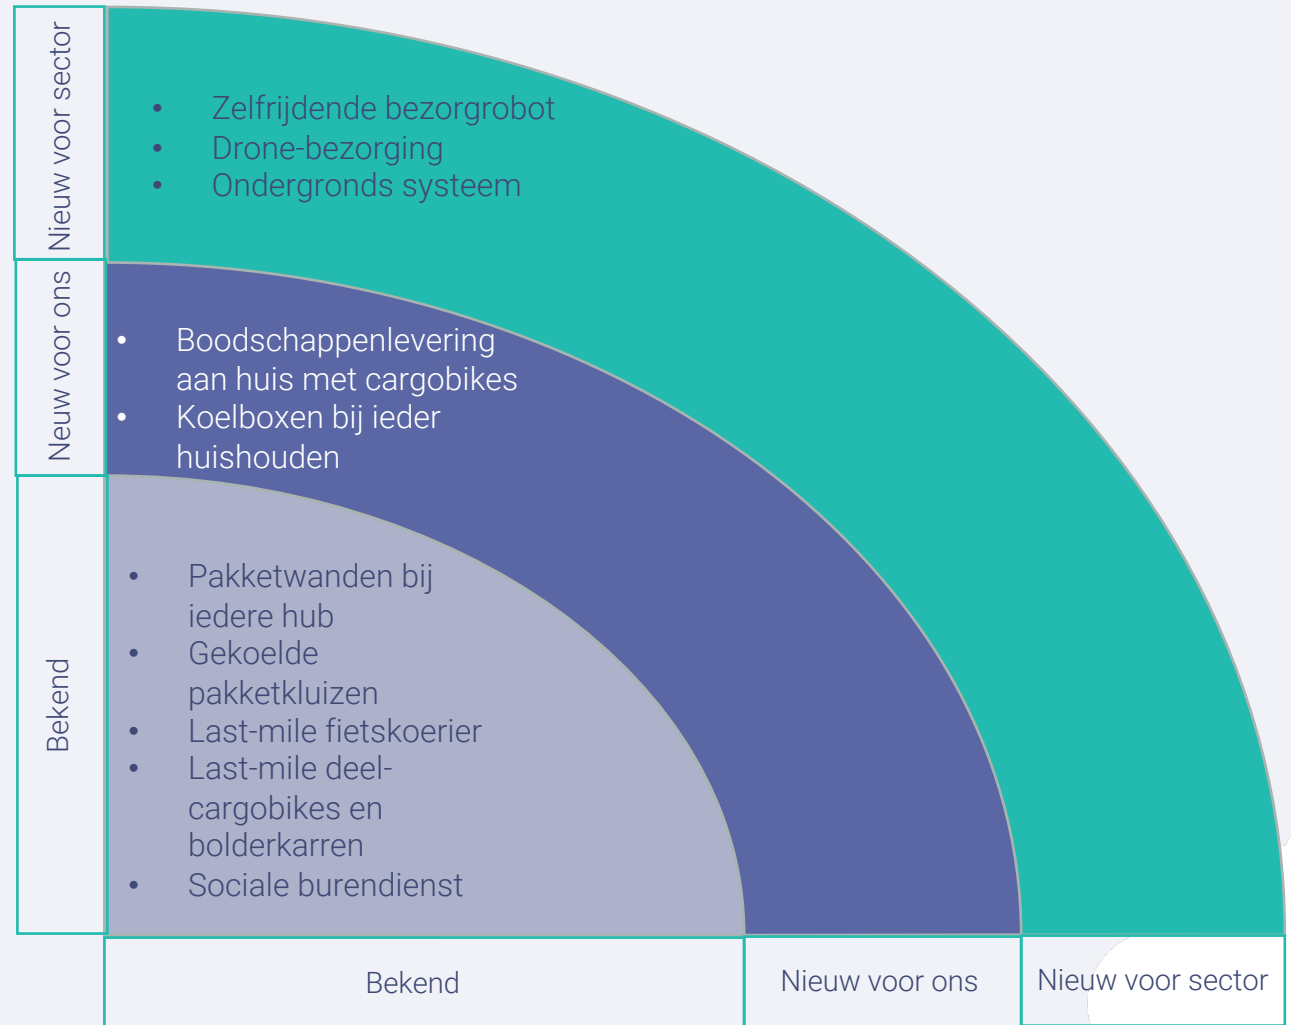 Nieuw voor sector
• Zelfrijdende bezorgrobot
• Drone-bezorging
• Ondergronds systeem
Neuw voor ons
• Boodschappenlevering
aan huis met cargobikes
• Koelboxen bij ieder
huishouden
Bekend
• Pakketwanden bij
iedere hub
• Gekoelde
pakketkluizen
• Last-mile fietskoerier
• Last-mile deel-
cargobikes en
bolderkarren
• Sociale burendienst
Bekend
Nieuw voor ons
Nieuw voor sector